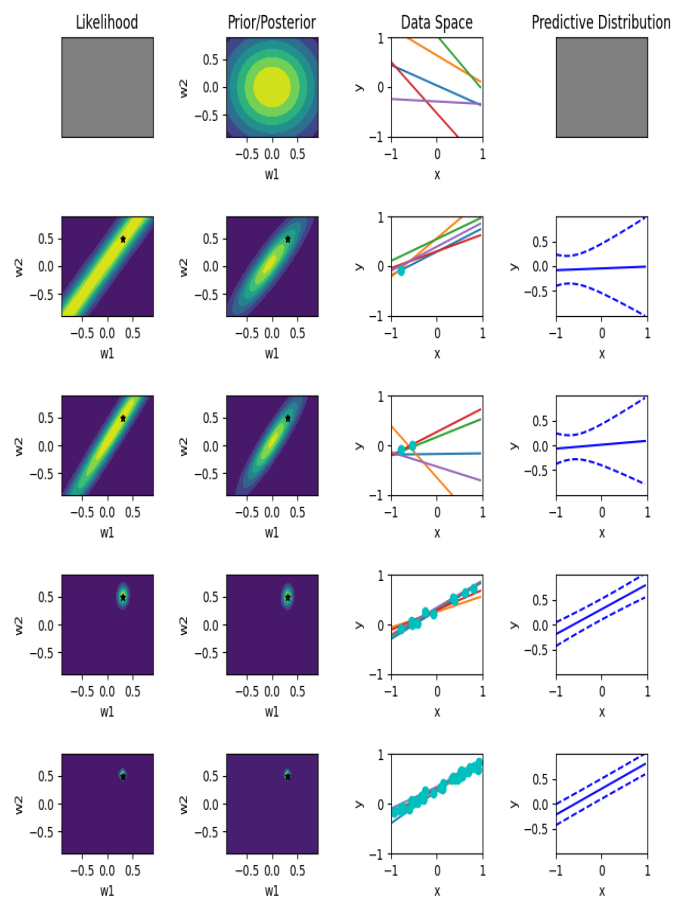 Likelihood Prior/Posterior Data Space Predictive Distribution
w2 0.5 0.0 −0.5 y 1 0 −1
−0.5 0.0 0.5 −1 0 1
w1 x
w2 0.5 0.0 −0.5 w2 0.5 0.0 −0.5 y 1 0 −1 y 0.5 0.0 −0.5
−0.5 0.0 0.5 −0.5 0.0 0.5 −1 0 1 −1 0 1
w1 w1 x x
w2 0.5 0.0 −0.5 w2 0.5 0.0 −0.5 y 1 0 −1 y 0.5 0.0 −0.5
−0.5 0.0 0.5 −0.5 0.0 0.5 −1 0 1 −1 0 1
w1 w1 x x
w2 0.5 0.0 −0.5 w2 0.5 0.0 −0.5 y 1 0 −1 y 0.5 0.0 −0.5
−0.5 0.0 0.5 −0.5 0.0 0.5 −1 0 1 −1 0 1
w1 w1 x x
w2 0.5 0.0 −0.5 w2 0.5 0.0 −0.5 y 1 0 −1 y 0.5 0.0 −0.5
−0.5 0.0 0.5 −0.5 0.0 0.5 −1 0 1 −1 0 1
w1 w1 x x